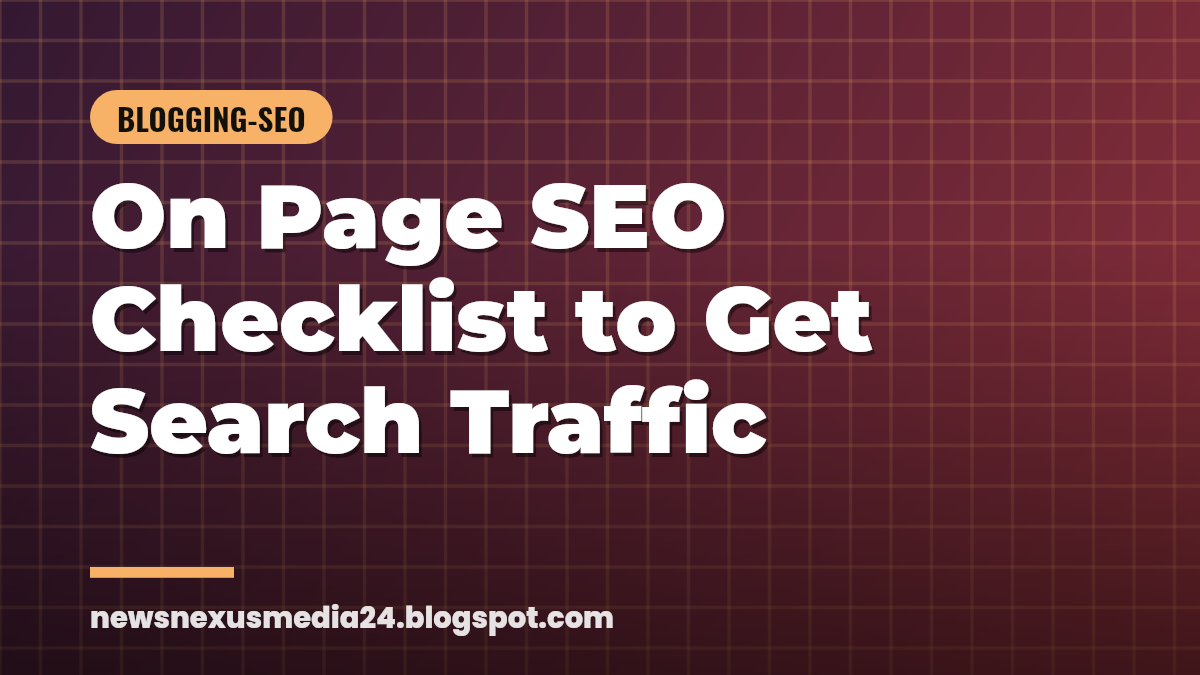 BLOGGING-SEO
On Page SEO
Checklist to Get
Search Traffic
newsnexusmedia24.blogspot.com